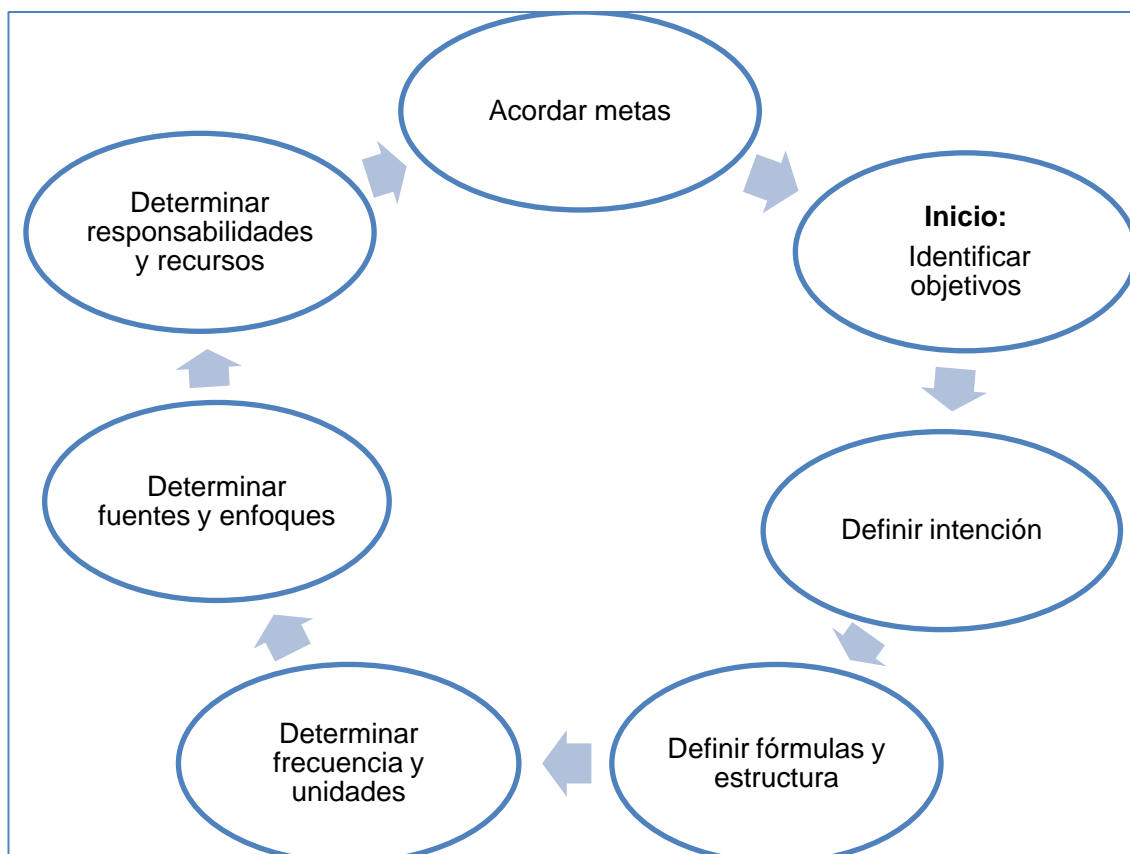 Acordar metas
Inicio:
Identificar
objetivos
Definir intención
Definir fórmulas y
estructura
Determinar
frecuencia y
unidades
Determinar
fuentes y enfoques
Determinar
responsabilidades
y recursos